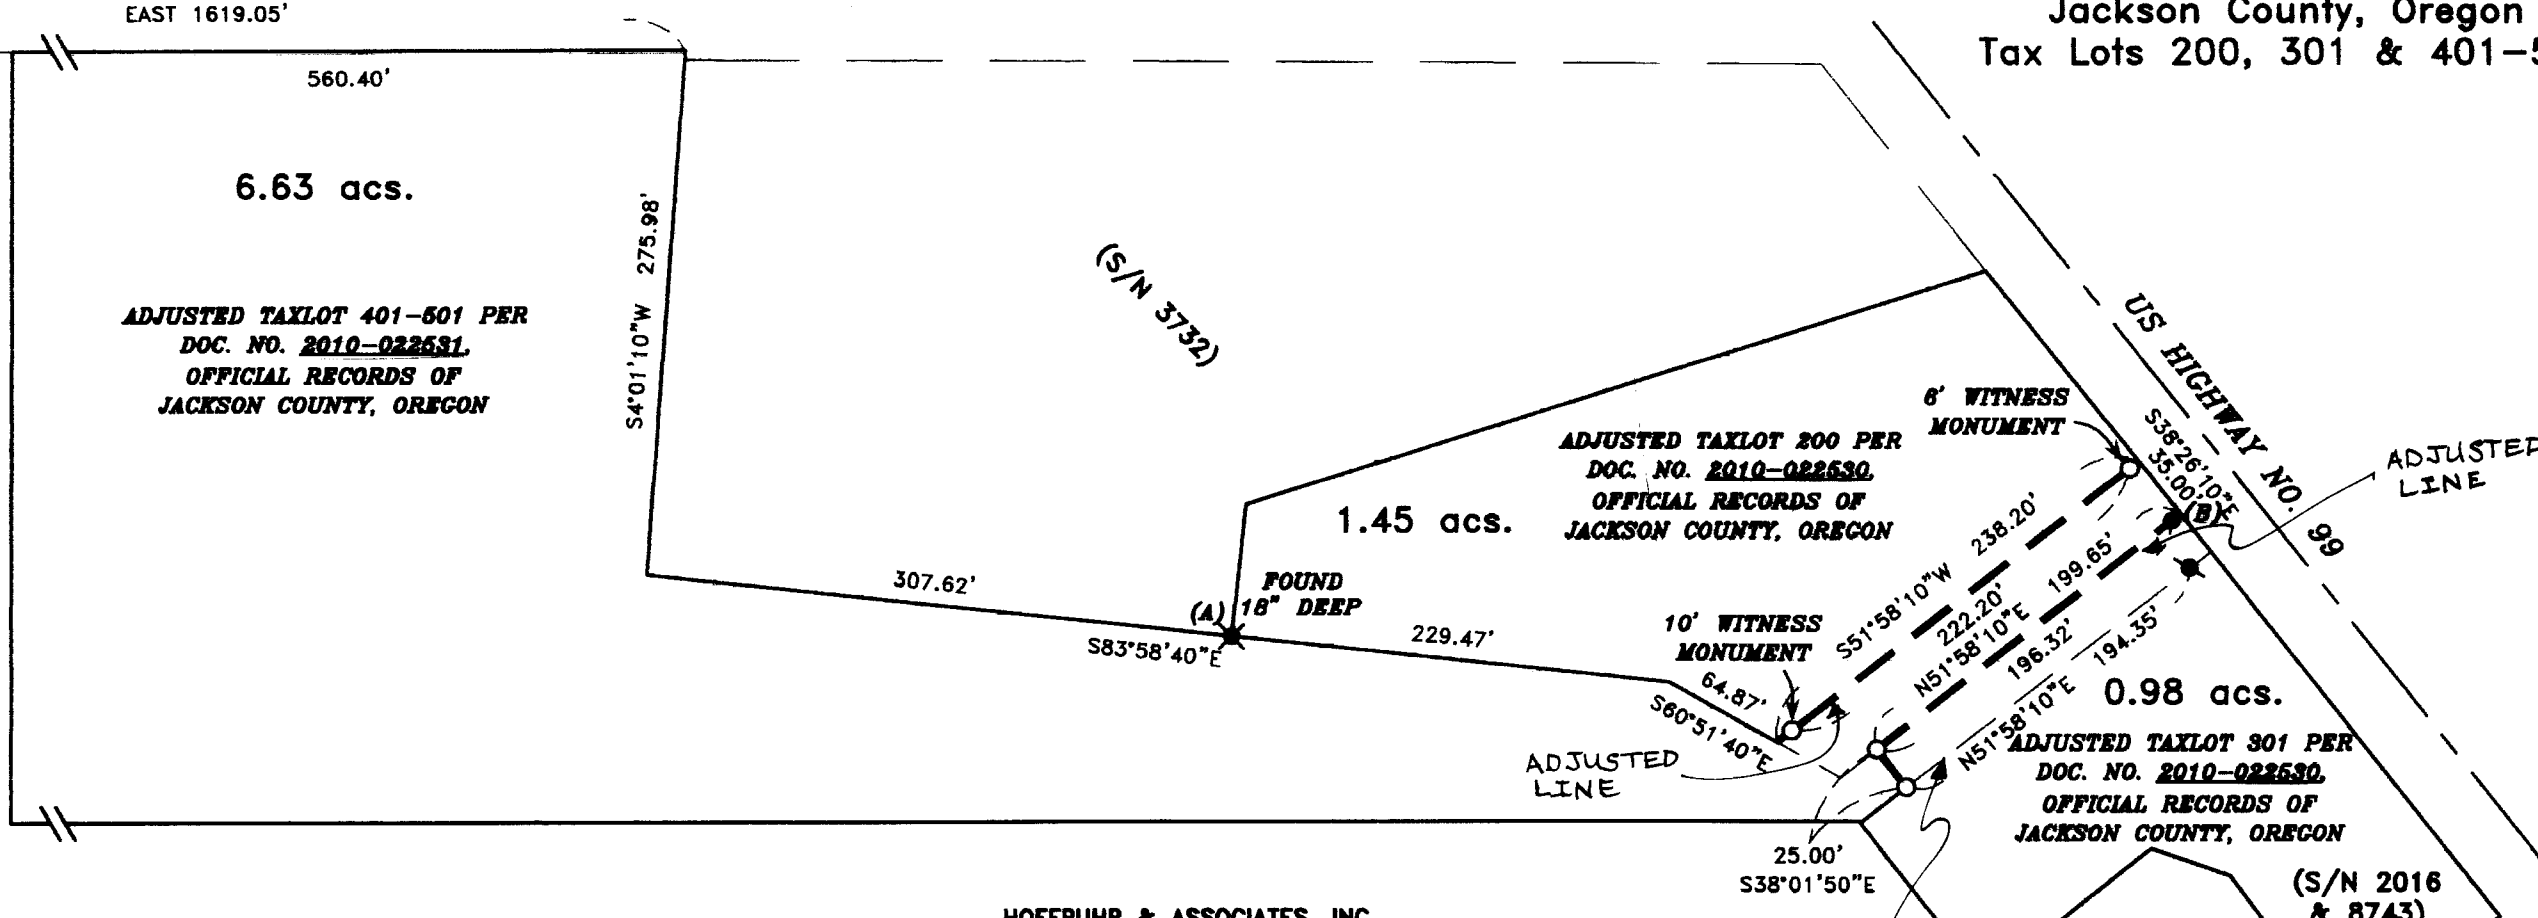 EAST 1619.05'
Jackson County, Oregon
Tax Lots 200, 301 & 401-5
560.40'
6.63 acs.
S4°01'10"W 275.98'
ADJUSTED TAXLOT 401-501 PER
DOC. NO. 2010-022531,
OFFICIAL RECORDS OF
JACKSON COUNTY, OREGON
(S/N 3732)
US HIGHWAY NO. 99
6' WITNESS
MONUMENT
S38°26'10"E
35.00'
ADJUSTED
LINE
ADJUSTED TAXLOT 200 PER
DOC. NO. 2010-022530,
OFFICIAL RECORDS OF
JACKSON COUNTY, OREGON
1.45 acs.
(B)
307.62'
FOUND
18" DEEP
(A)
S83°58'40"E
229.47'
10' WITNESS
MONUMENT
64.87'
S60°51'40"E
S51°58'10"W 238.20'
222.20'
N51°58'10"E 199.65'
196.32'
N51°58'10"E 194.35'
0.98 acs.
ADJUSTED TAXLOT 301 PER
DOC. NO. 2010-022530,
OFFICIAL RECORDS OF
JACKSON COUNTY, OREGON
ADJUSTED
LINE
25.00'
S38°01'50"E
(S/N 2016
& 8743)
HOFFBUHR & ASSOCIATES, INC.